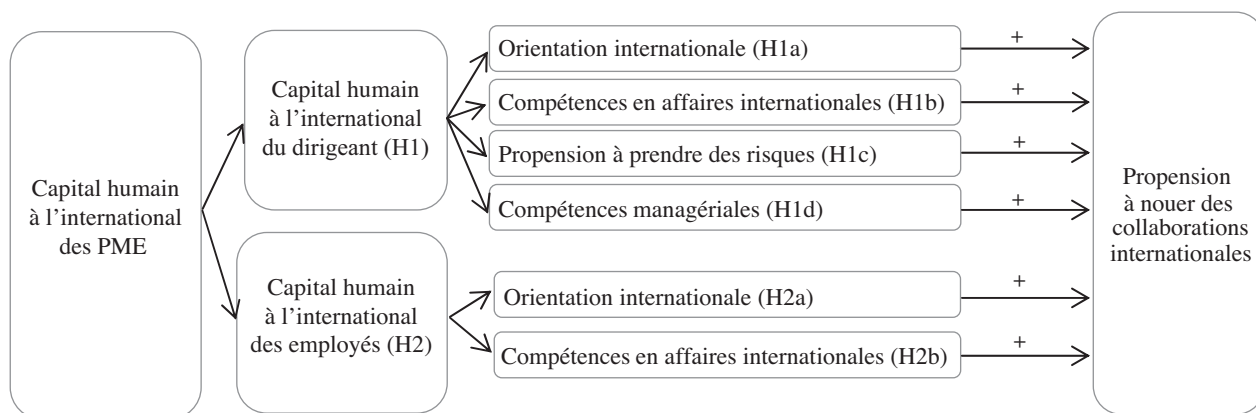 Capital humain
à l’international
des PME
Capital humain
à l’international
du dirigeant (H1)
Orientation internationale (H1a)
+
Compétences en affaires internationales (H1b)
+
Propension à prendre des risques (H1c)
+
Compétences managériales (H1d)
+
Capital humain
à l’international
des employés (H2)
Orientation internationale (H2a)
+
Compétences en affaires internationales (H2b)
+
Propension
à nouer des
collaborations
internationales